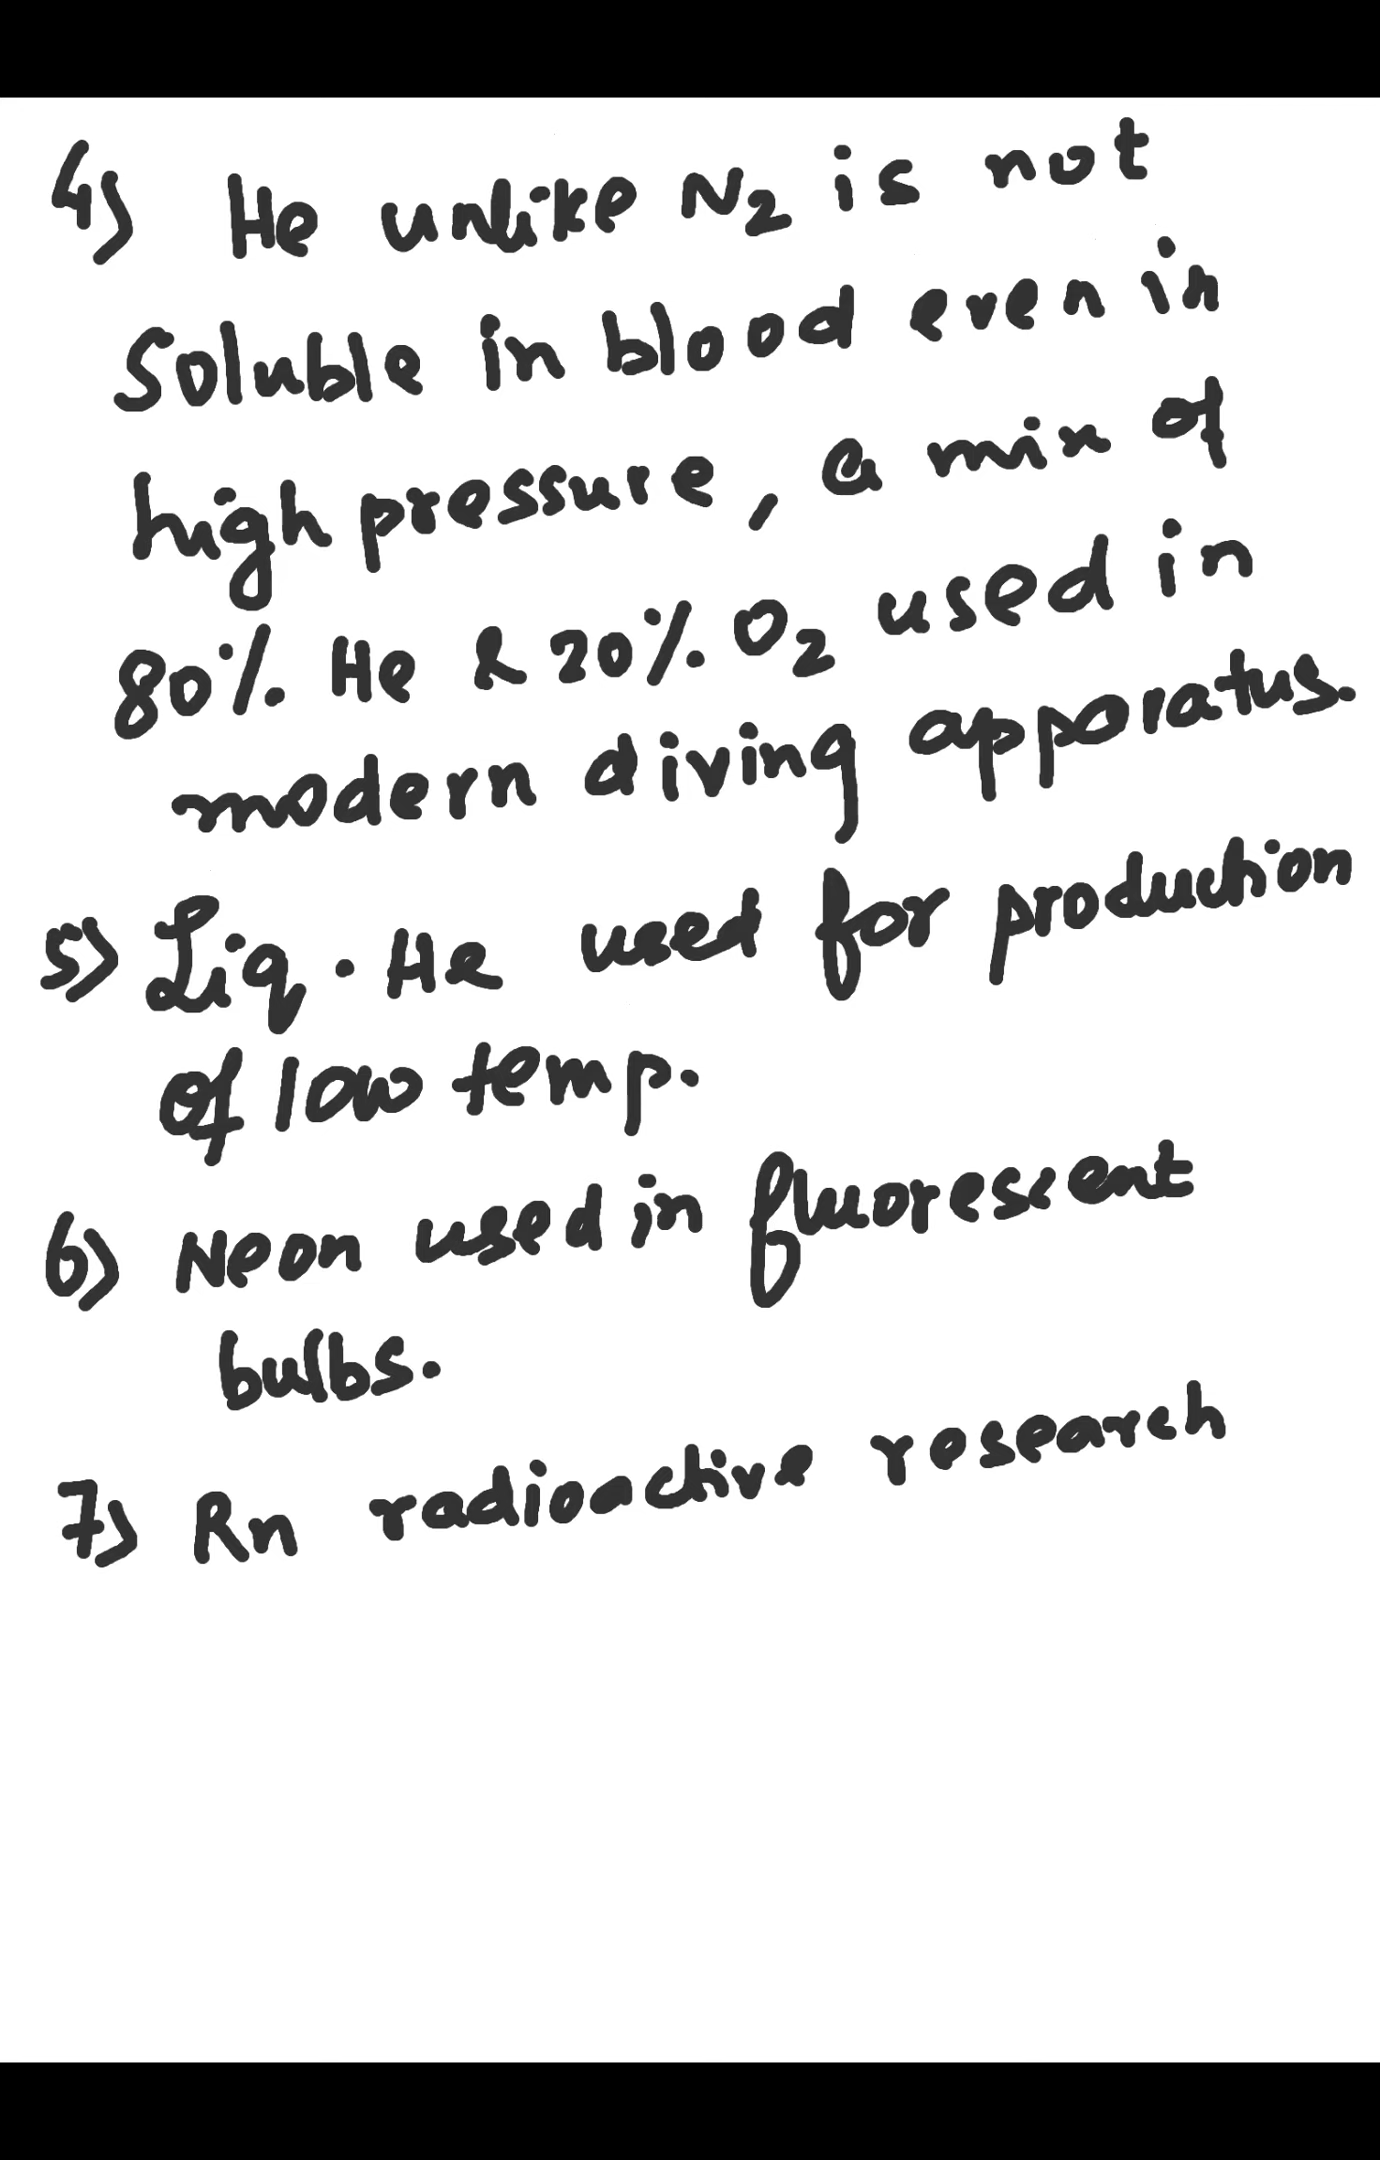 4) He unlike N₂ is not
soluble in blood even in
high pressure, a mix of
80% He & 20% O₂ used in
modern diving apparatus.
5) Liq. He used for production
of low temp.
6) Neon used in fluorescent
bulbs.
7) Rn radioactive research